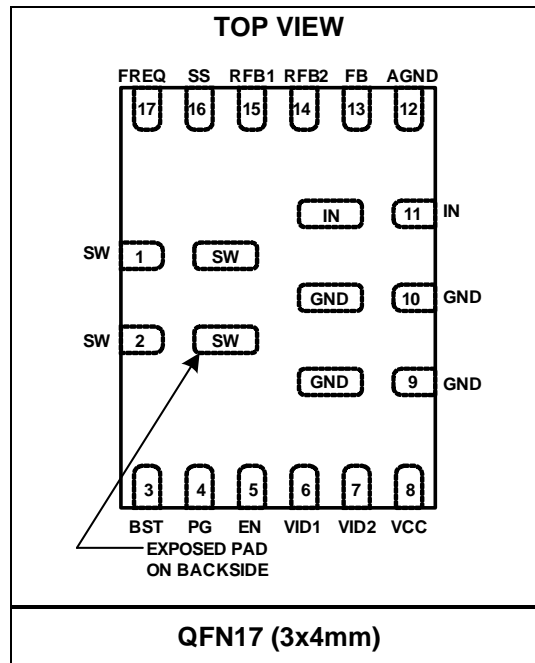 TOP VIEW
FREQ SS RFB1 RFB2 FB AGND
17 16 15 14 13 12
IN 11 IN
SW 1 SW
GND 10 GND
SW 2 SW
GND 9 GND
3 4 5 6 7 8
BST PG EN VID1 VID2 VCC
EXPOSED PAD
ON BACKSIDE
QFN17 (3x4mm)